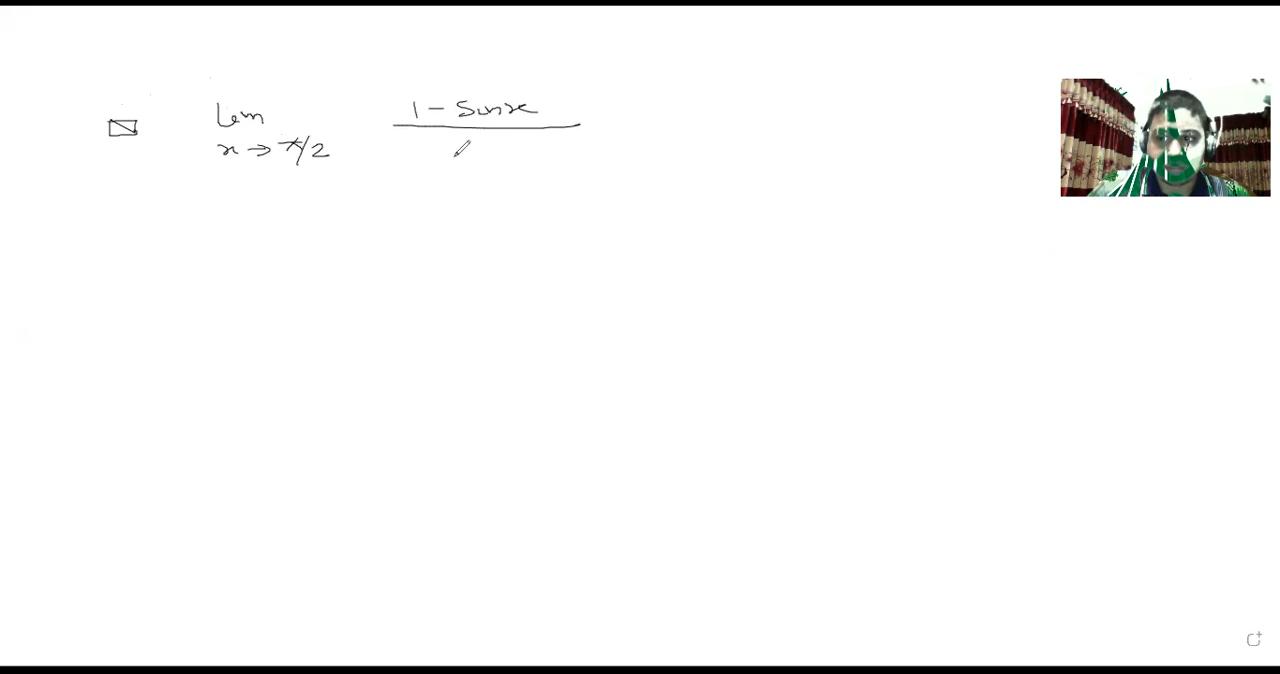 Lim 1 - Sinx
x → π/2